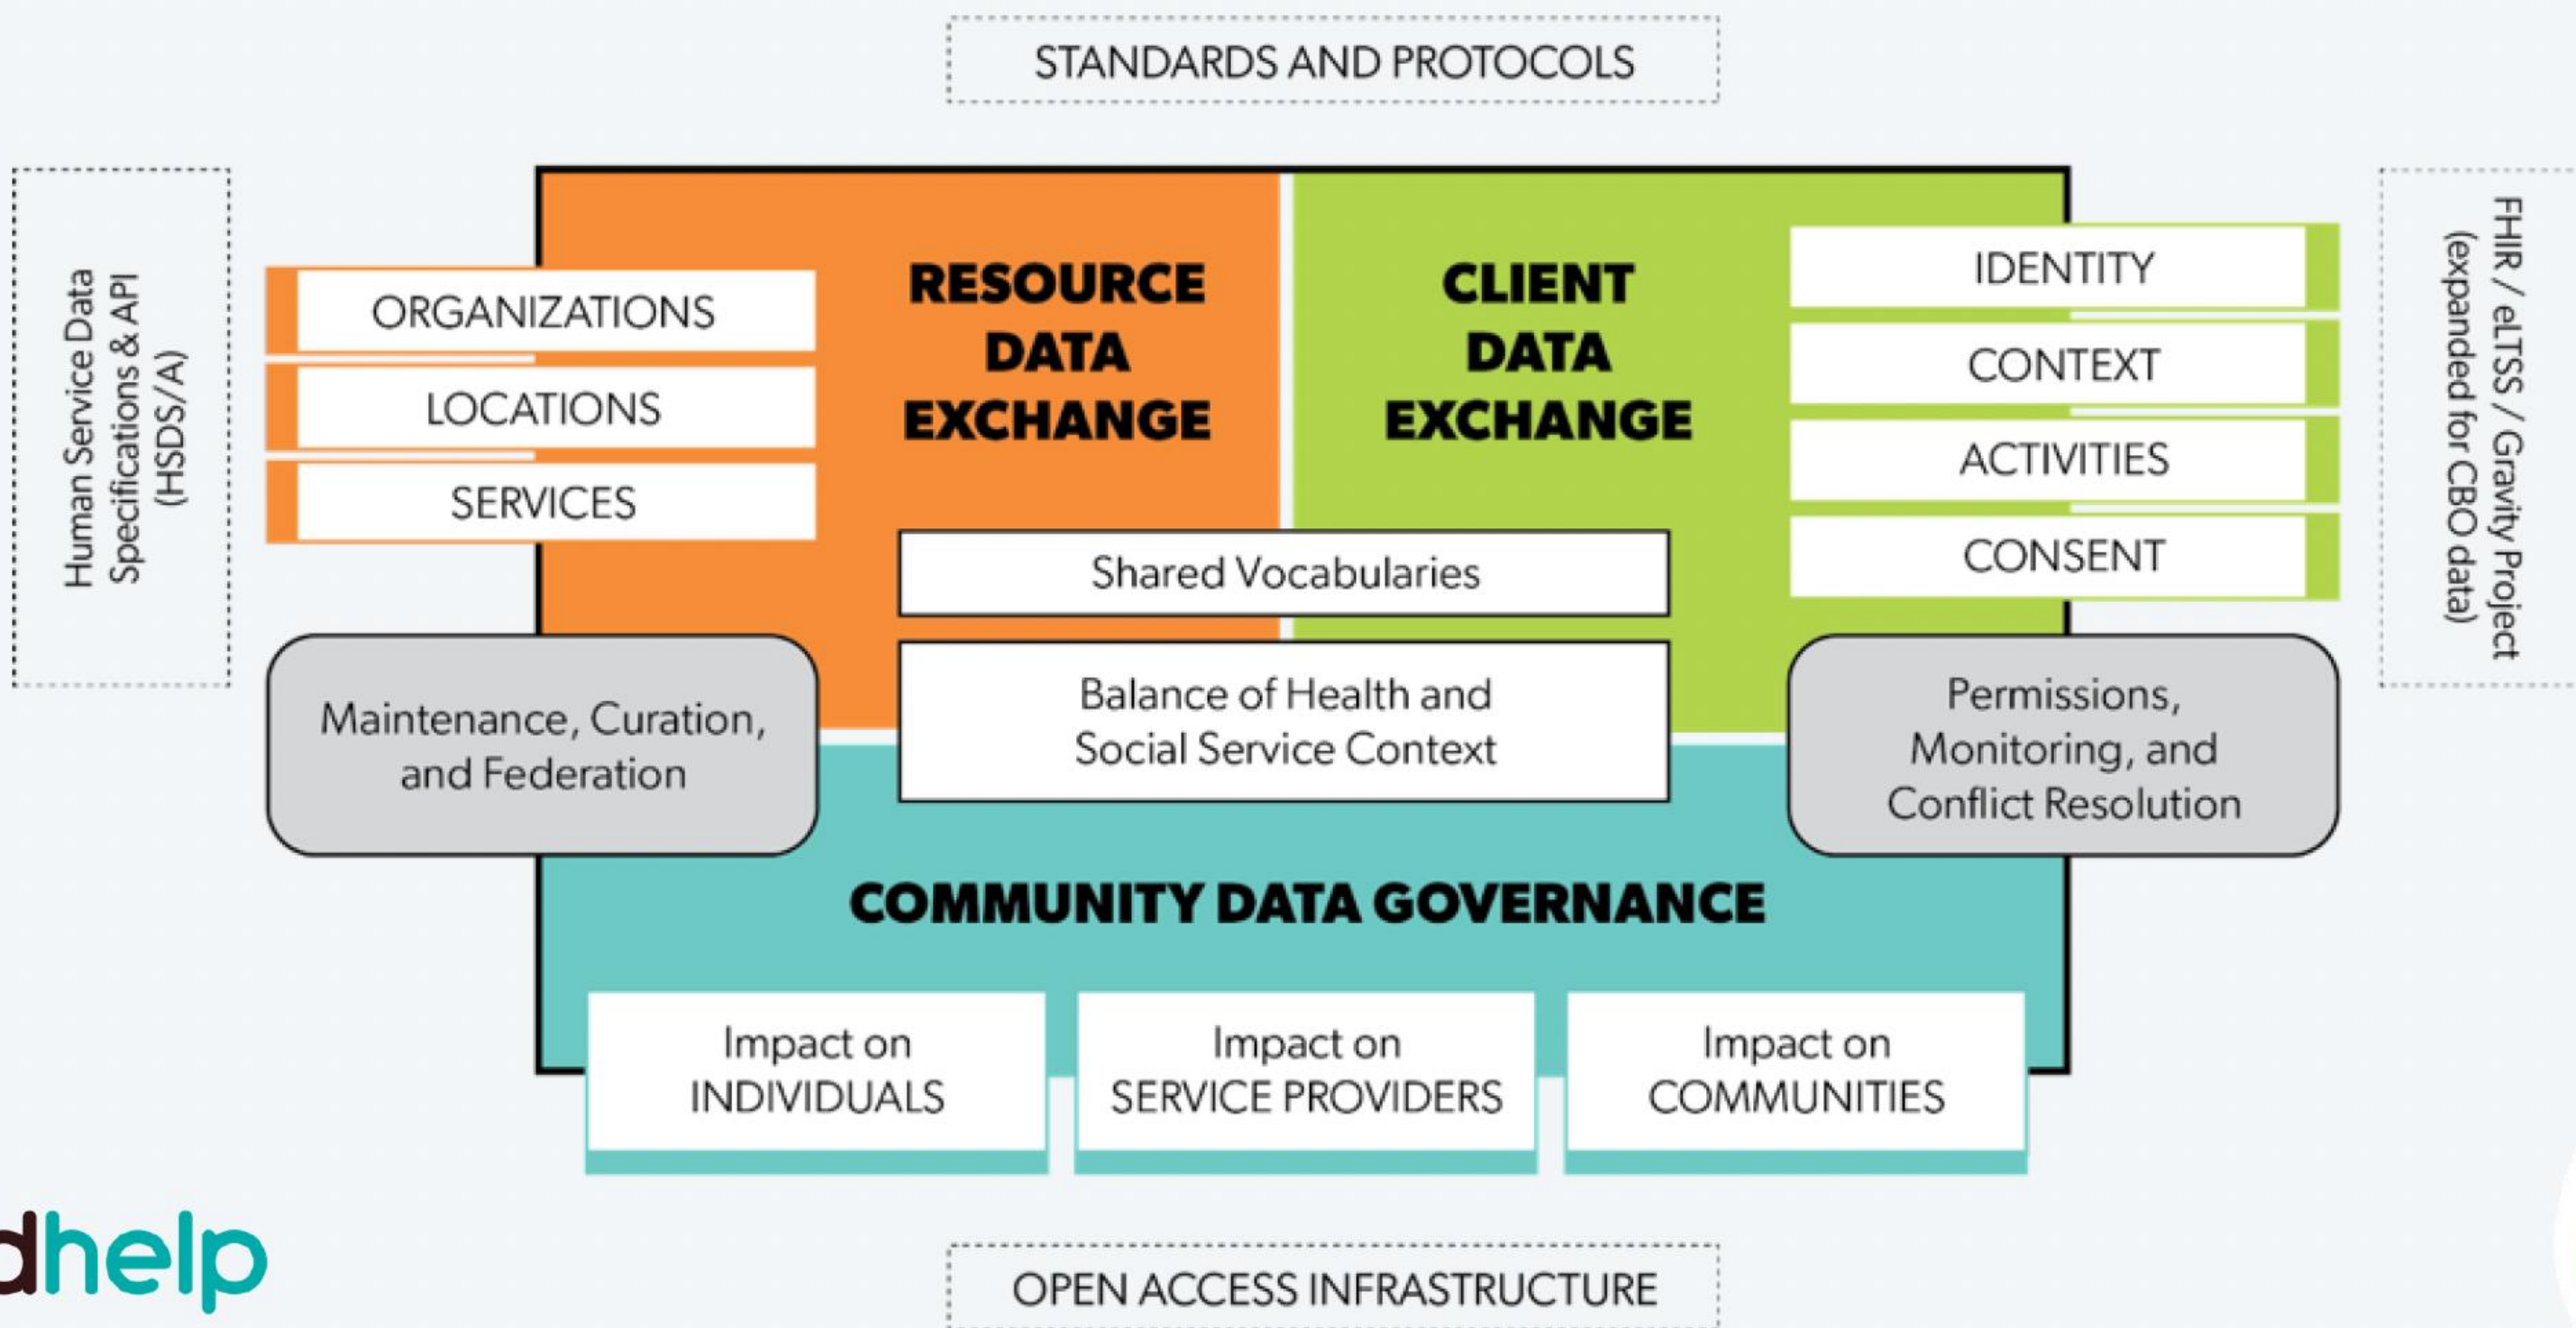 STANDARDS AND PROTOCOLS
Human Service Data
Specifications & API
(HSDS/A)
ORGANIZATIONS
LOCATIONS
SERVICES
RESOURCE
DATA
EXCHANGE
CLIENT
DATA
EXCHANGE
IDENTITY
CONTEXT
ACTIVITIES
CONSENT
FHIR / eLTSS / Gravity Project
(expanded for CBO data)
Shared Vocabularies
Balance of Health and
Social Service Context
Maintenance, Curation,
and Federation
Permissions,
Monitoring, and
Conflict Resolution
COMMUNITY DATA GOVERNANCE
Impact on
INDIVIDUALS
Impact on
SERVICE PROVIDERS
Impact on
COMMUNITIES
dhelp
OPEN ACCESS INFRASTRUCTURE